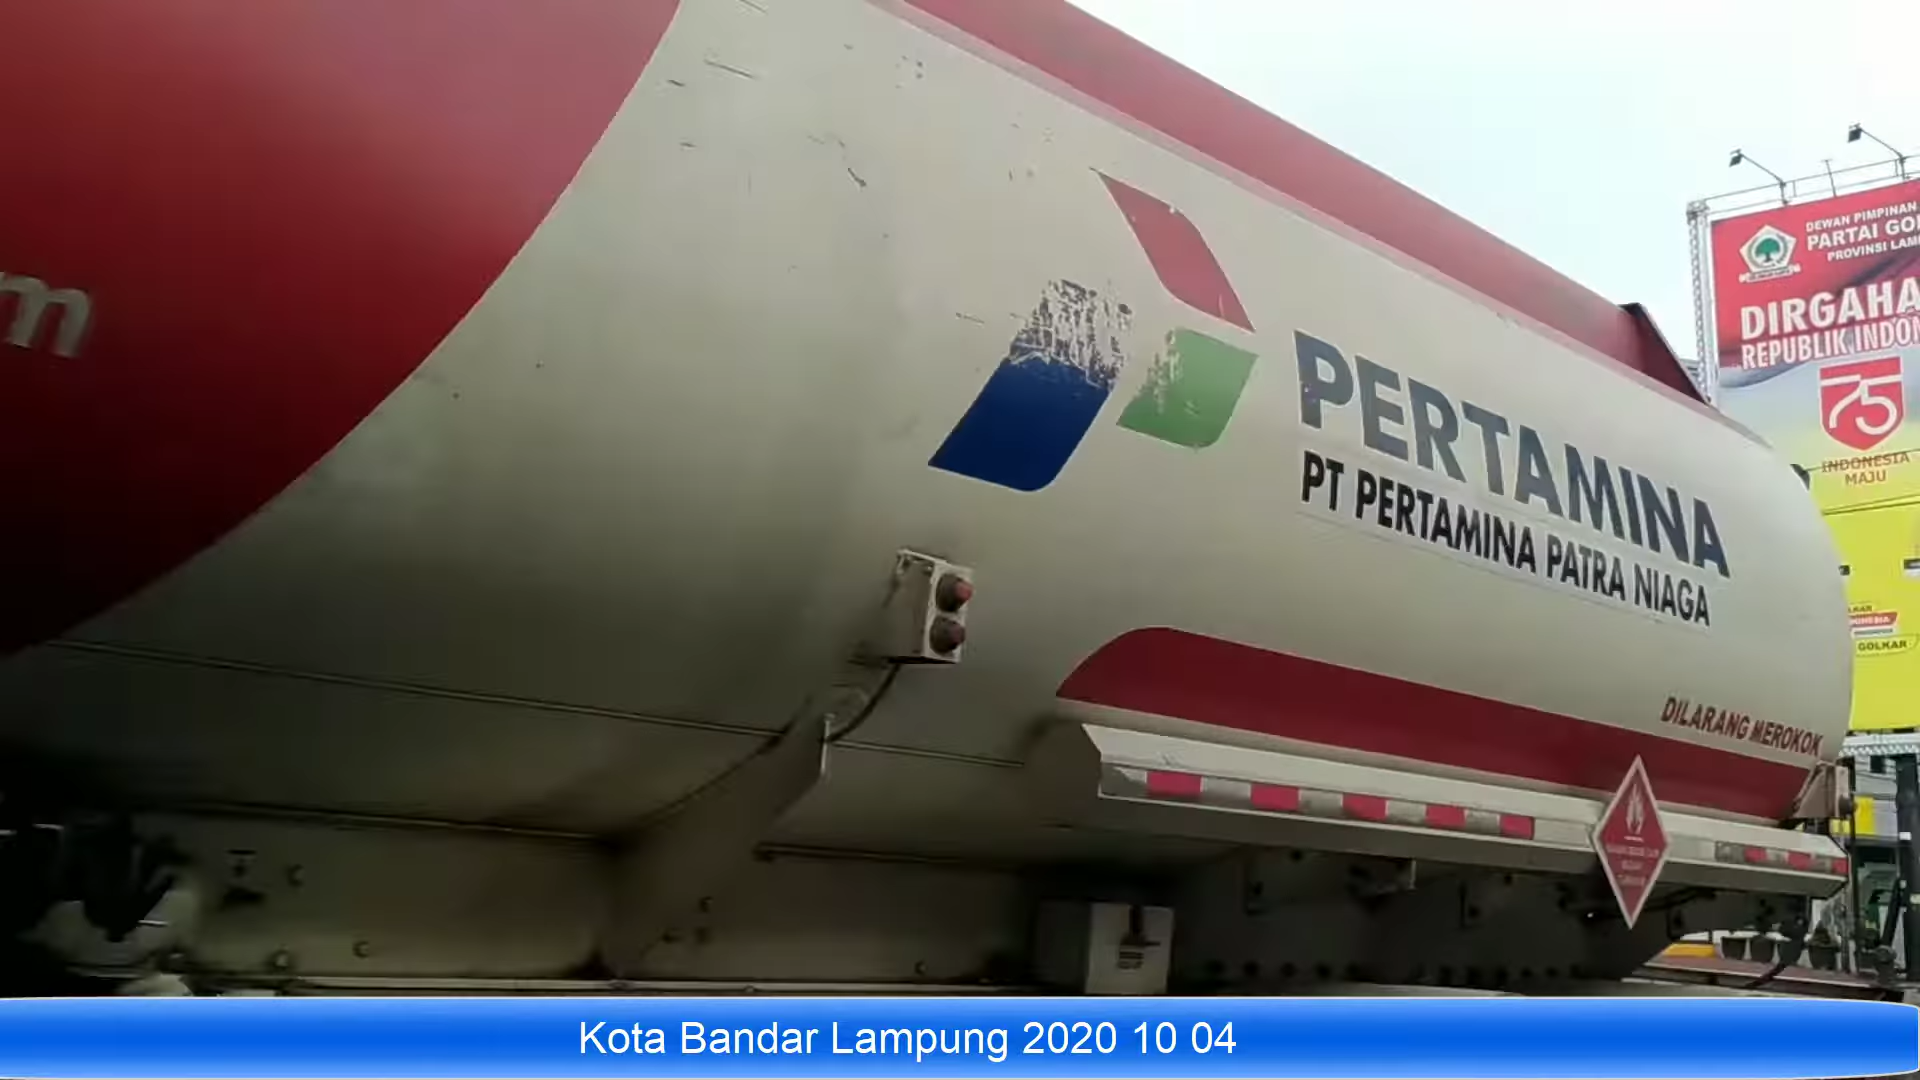 m
PERTAMINA
PT PERTAMINA PATRA NIAGA
DILARANG MEROKOK
DEWAN PIMPINAN
PARTAI GOL
PROVINSI LAM
DIRGAHA
REPUBLIK INDON
75
INDONESIA
MAJU
GOLKAR
Kota Bandar Lampung 2020 10 04